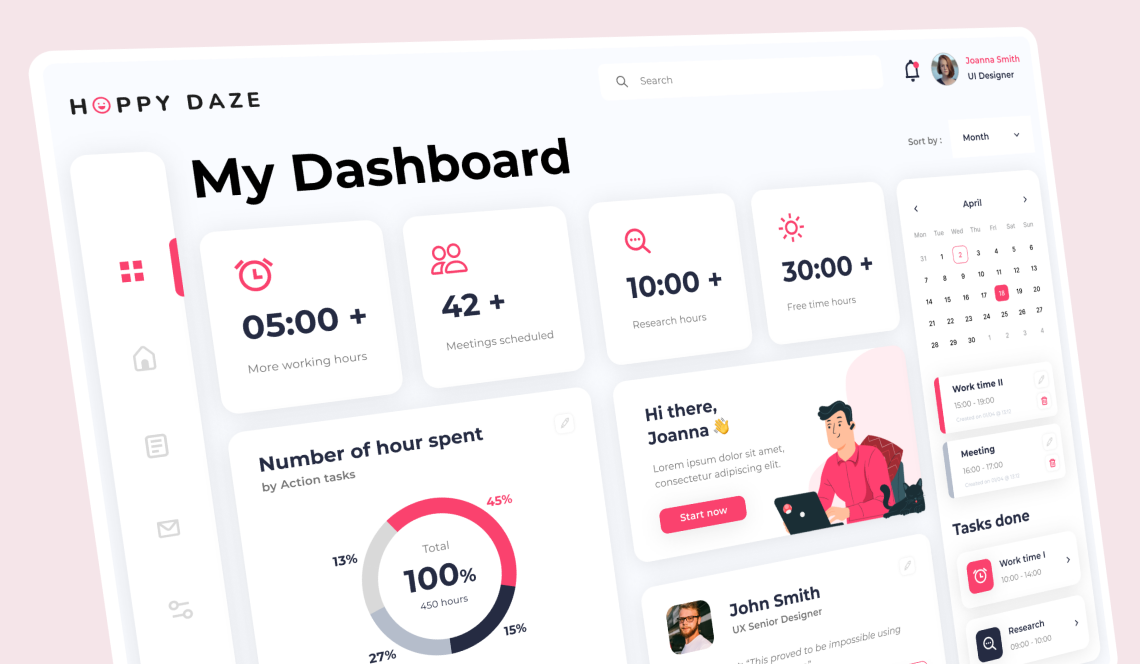 HOPPY DAZE
Search
Joanna Smith
UI Designer
My Dashboard
Sort by :
Month
05:00 +
More working hours
42 +
Meetings scheduled
10:00 +
Research hours
30:00 +
Free time hours
April
Mon Tue Wed Thu Fri Sat Sun
31 1 2 3 4 5 6
7 8 9 10 11 12 13
14 15 16 17 18 19 20
21 22 23 24 25 26 27
28 29 30 1 2 3 4
Number of hour spent
by Action tasks
45%
13%
Total
100%
450 hours
15%
27%
Hi there,
Joanna 👋
Lorem ipsum dolor sit amet,
consectetur adipiscing elit.
Start now
John Smith
UX Senior Designer
"This proved to be impossible using
Work time II
15:00 - 19:00
Meeting
16:00 - 17:00
Tasks done
Work time I
10:00 - 14:00
Research
09:00 - 10:00